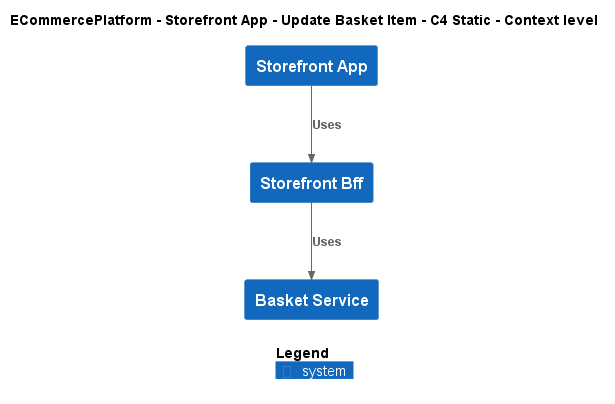 ECommercePlatform - Storefront App - Update Basket Item - C4 Static - Context level
Storefront App
Uses
Storefront Bff
Uses
Basket Service
Legend
system